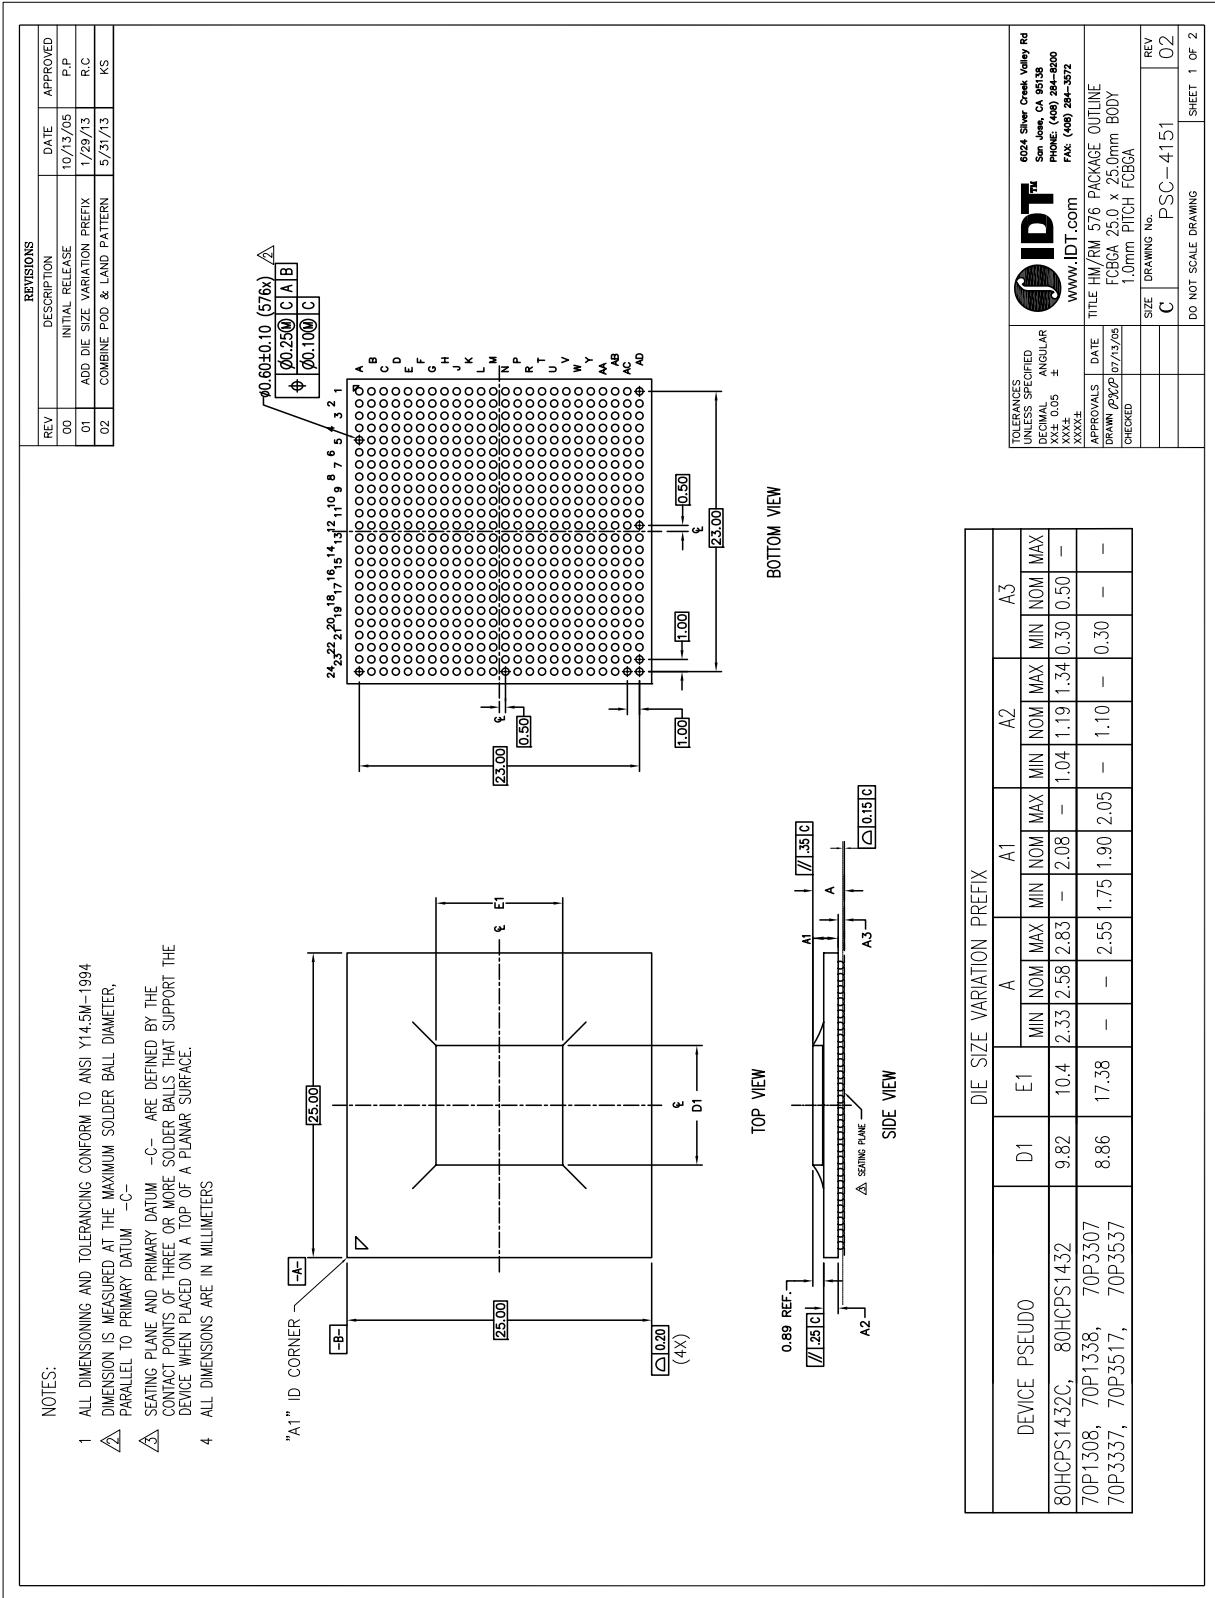 NOTES:
1 ALL DIMENSIONING AND TOLERANCING CONFORM TO ANSI Y14.5M-1994
2 DIMENSION IS MEASURED AT THE MAXIMUM SOLDER BALL DIAMETER,
PARALLEL TO PRIMARY DATUM -C-
3 SEATING PLANE AND PRIMARY DATUM -C- ARE DEFINED BY THE
CONTACT POINTS OF THREE OR MORE SOLDER BALLS THAT SUPPORT THE
DEVICE WHEN PLACED ON A TOP OF A PLANAR SURFACE.
4 ALL DIMENSIONS ARE IN MILLIMETERS
REVISIONS
REV DESCRIPTION DATE APPROVED
00 INITIAL RELEASE 10/13/05 P.P
01 ADD DIE SIZE VARIATION PREFIX 1/29/13 R.C
02 COMBINE POD & LAND PATTERN 5/31/13 KS
"A1" ID CORNER
-A-
-B-
25.00
25.00
0.20
(4X)
E1
℄
D1
℄
TOP VIEW
Ø0.60±0.10 (576x) 2
⌖ Ø0.25Ⓜ C A B
Ø0.10Ⓜ C
24 23 22 21 20 19 18 17 16 15 14 13 12 11 10 9 8 7 6 5 4 3 2 1
A
B
C
D
E
F
G
H
J
K
L
M
N
P
R
T
U
V
W
Y
AA
AB
AC
AD
23.00
℄
0.50
1.00
1.00
0.50
℄
23.00
BOTTOM VIEW
0.89 REF.
// .25 C
A2
A1
// .35 C
A
A3
0.15 C
3 SEATING PLANE
SIDE VIEW
DIE SIZE VARIATION PREFIX
DEVICE PSEUDO D1 E1 A A1 A2 A3
MIN NOM MAX MIN NOM MAX MIN NOM MAX MIN NOM MAX
80HCPS1432C, 80HCPS1432 9.82 10.4 2.33 2.58 2.83 - 2.08 - 1.04 1.19 1.34 0.30 0.50 -
70P1308, 70P1338, 70P3307
70P3337, 70P3517, 70P3537 8.86 17.38 - - 2.55 1.75 1.90 2.05 - 1.10 - 0.30 - -
TOLERANCES
UNLESS SPECIFIED
DECIMAL ANGULAR
XX± 0.05 ±
XXX±
XXXX±
APPROVALS DATE
DRAWN 07/13/05
CHECKED
IDT™
www.IDT.com
6024 Silver Creek Valley Rd
San Jose, CA 95138
PHONE: (408) 284-8200
FAX: (408) 284-3572
TITLE HM/RM 576 PACKAGE OUTLINE
FCBGA 25.0 x 25.0mm BODY
1.0mm PITCH FCBGA
SIZE DRAWING No. REV
C PSC-4151 02
DO NOT SCALE DRAWING SHEET 1 OF 2